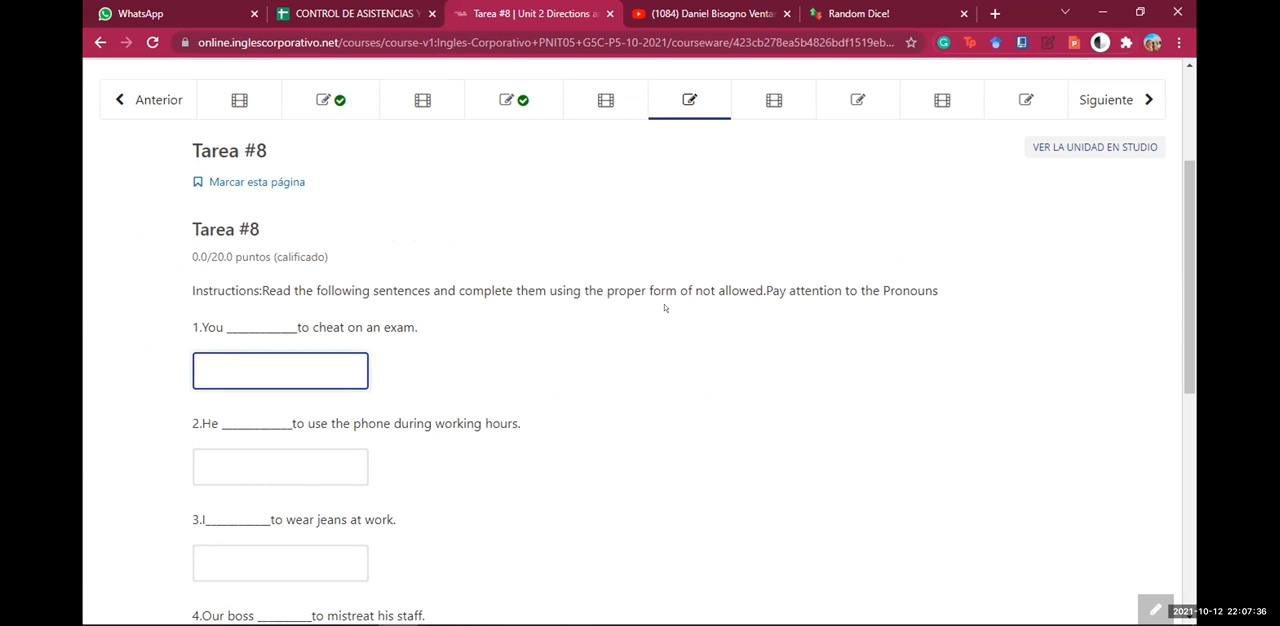 WhatsApp
CONTROL DE ASISTENCIAS Y
Tarea #8 | Unit 2 Directions a
(1084) Daniel Bisogno Venta
Random Dice!
online.inglescorporativo.net/courses/course-v1:Ingles-Corporativo+PNIT05+G5C-P5-10-2021/courseware/423cb278ea5b4826bdf1519eb...
Anterior
Siguiente
Tarea #8
VER LA UNIDAD EN STUDIO
Marcar esta página
Tarea #8
0.0/20.0 puntos (calificado)
Instructions:Read the following sentences and complete them using the proper form of not allowed.Pay attention to the Pronouns
1.You ____________to cheat on an exam.
2.He ____________to use the phone during working hours.
3.I___________to wear jeans at work.
4.Our boss _________to mistreat his staff.
2021-10-12 22:07:36